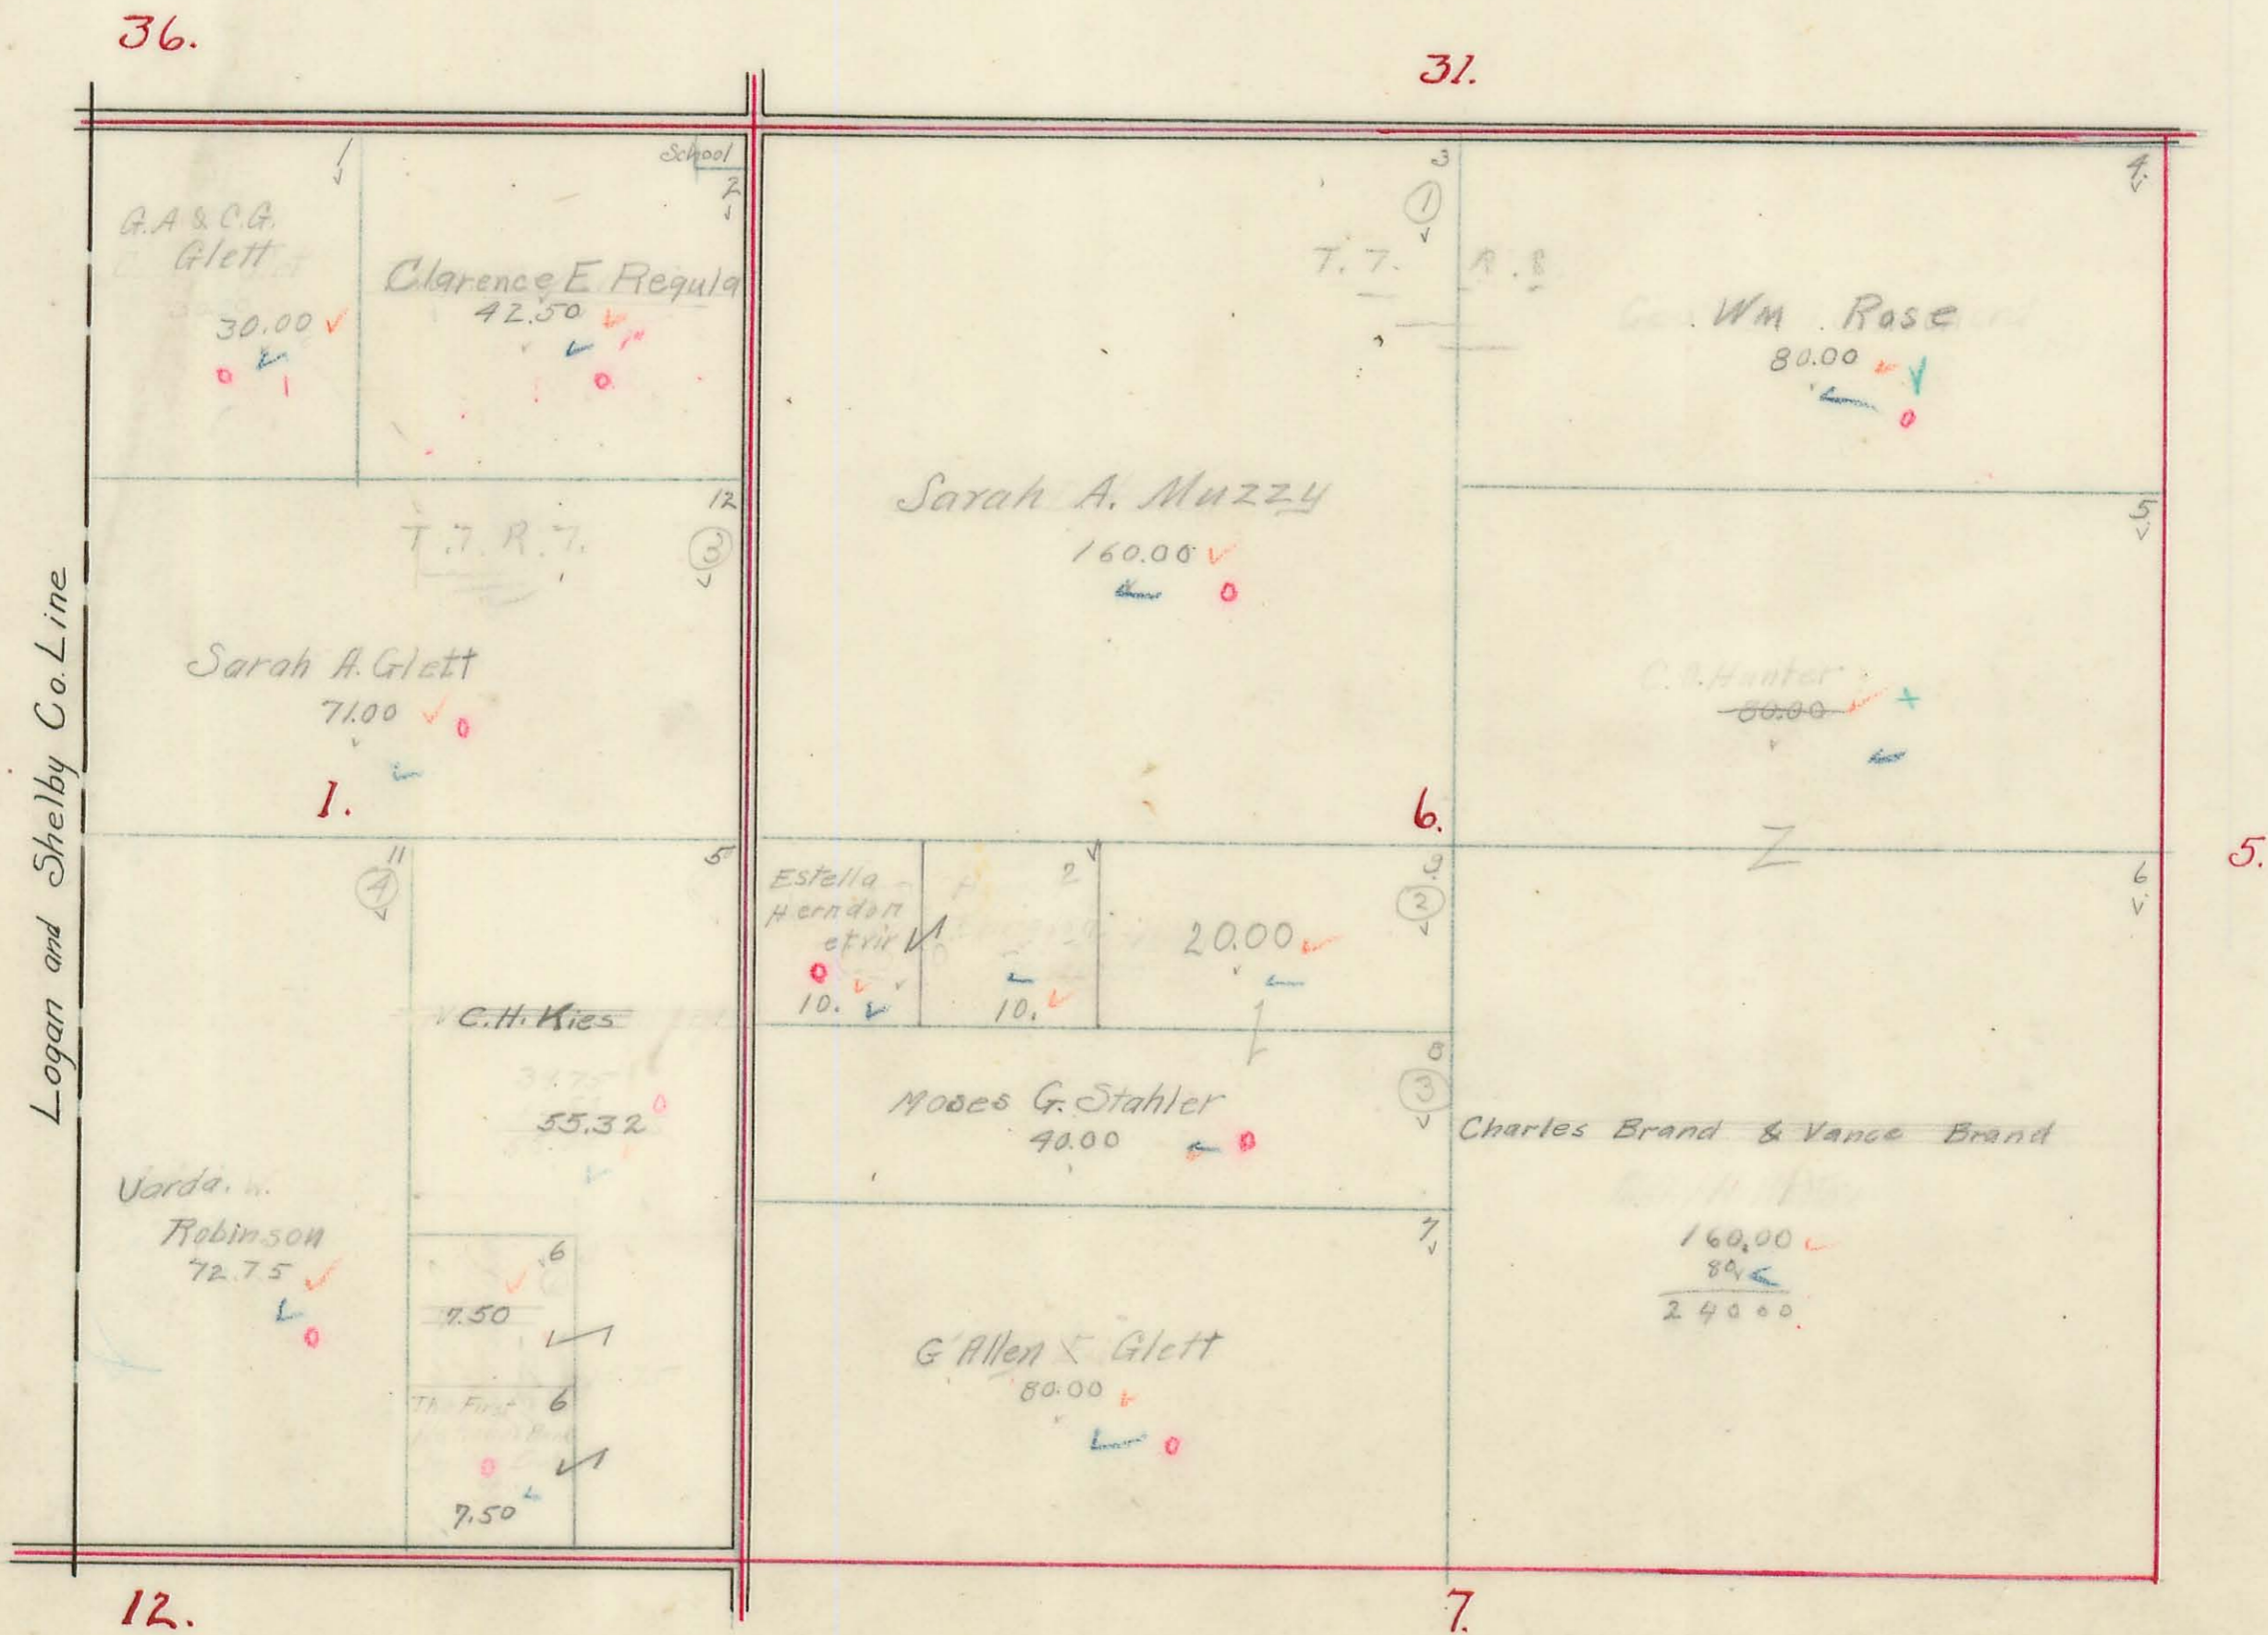 36.
31.
School
1
2
3
4.
G.A & C.G.
Glett
30.00
Clarence E Regula
42.50
1
T. 7. R. 8
Wm. Rose
80.00
12
T. 7. R. 7.
3
Sarah A. Muzzy
160.00
5
Sarah A. Glett
71.00
C. D. Hunter
80.00
Logan and Shelby Co. Line
1.
6.
5.
11
4
5
Estella
Herndon
et vir
10.
2
10.
20.00
9
2
Z
6
C.H. Kies
55.32
8
3
Moses G. Stahler
40.00
Charles Brand & Vance Brand
160.00
80
240 00
Varda.
Robinson
72.75
6
7.50
7
G Allen Glett
80.00
The First
6
7.50
12.
7.